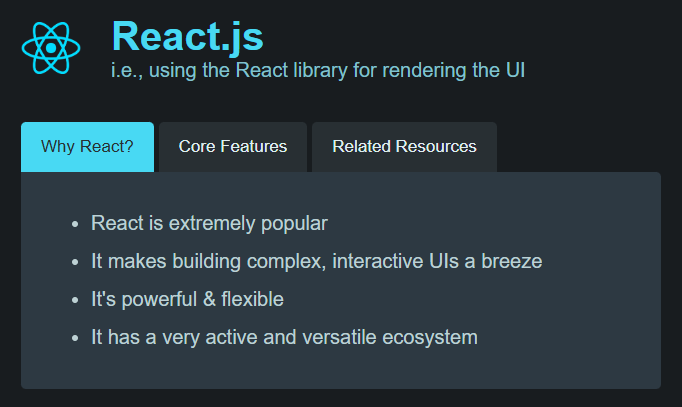 React.js
i.e., using the React library for rendering the UI
Why React?
Core Features
Related Resources
React is extremely popular
It makes building complex, interactive UIs a breeze
It's powerful & flexible
It has a very active and versatile ecosystem